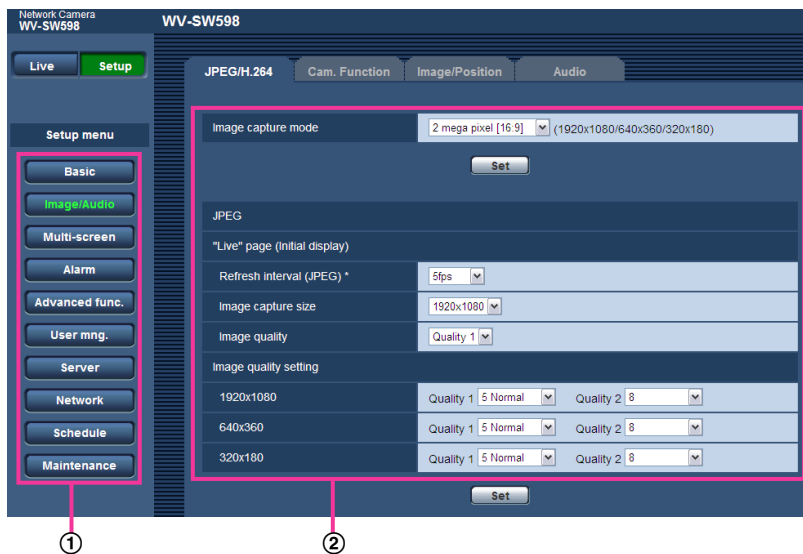 Network Camera
WV-SW598
WV-SW598
Live Setup
JPEG/H.264 Cam. Function Image/Position Audio
Setup menu
Basic
Image/Audio
Multi-screen
Alarm
Advanced func.
User mng.
Server
Network
Schedule
Maintenance
Image capture mode 2 mega pixel [16:9] (1920x1080/640x360/320x180)
Set
JPEG
"Live" page (Initial display)
Refresh interval (JPEG) * 5fps
Image capture size 1920x1080
Image quality Quality 1
Image quality setting
1920x1080 Quality 1 5 Normal Quality 2 8
640x360 Quality 1 5 Normal Quality 2 8
320x180 Quality 1 5 Normal Quality 2 8
Set
① ②